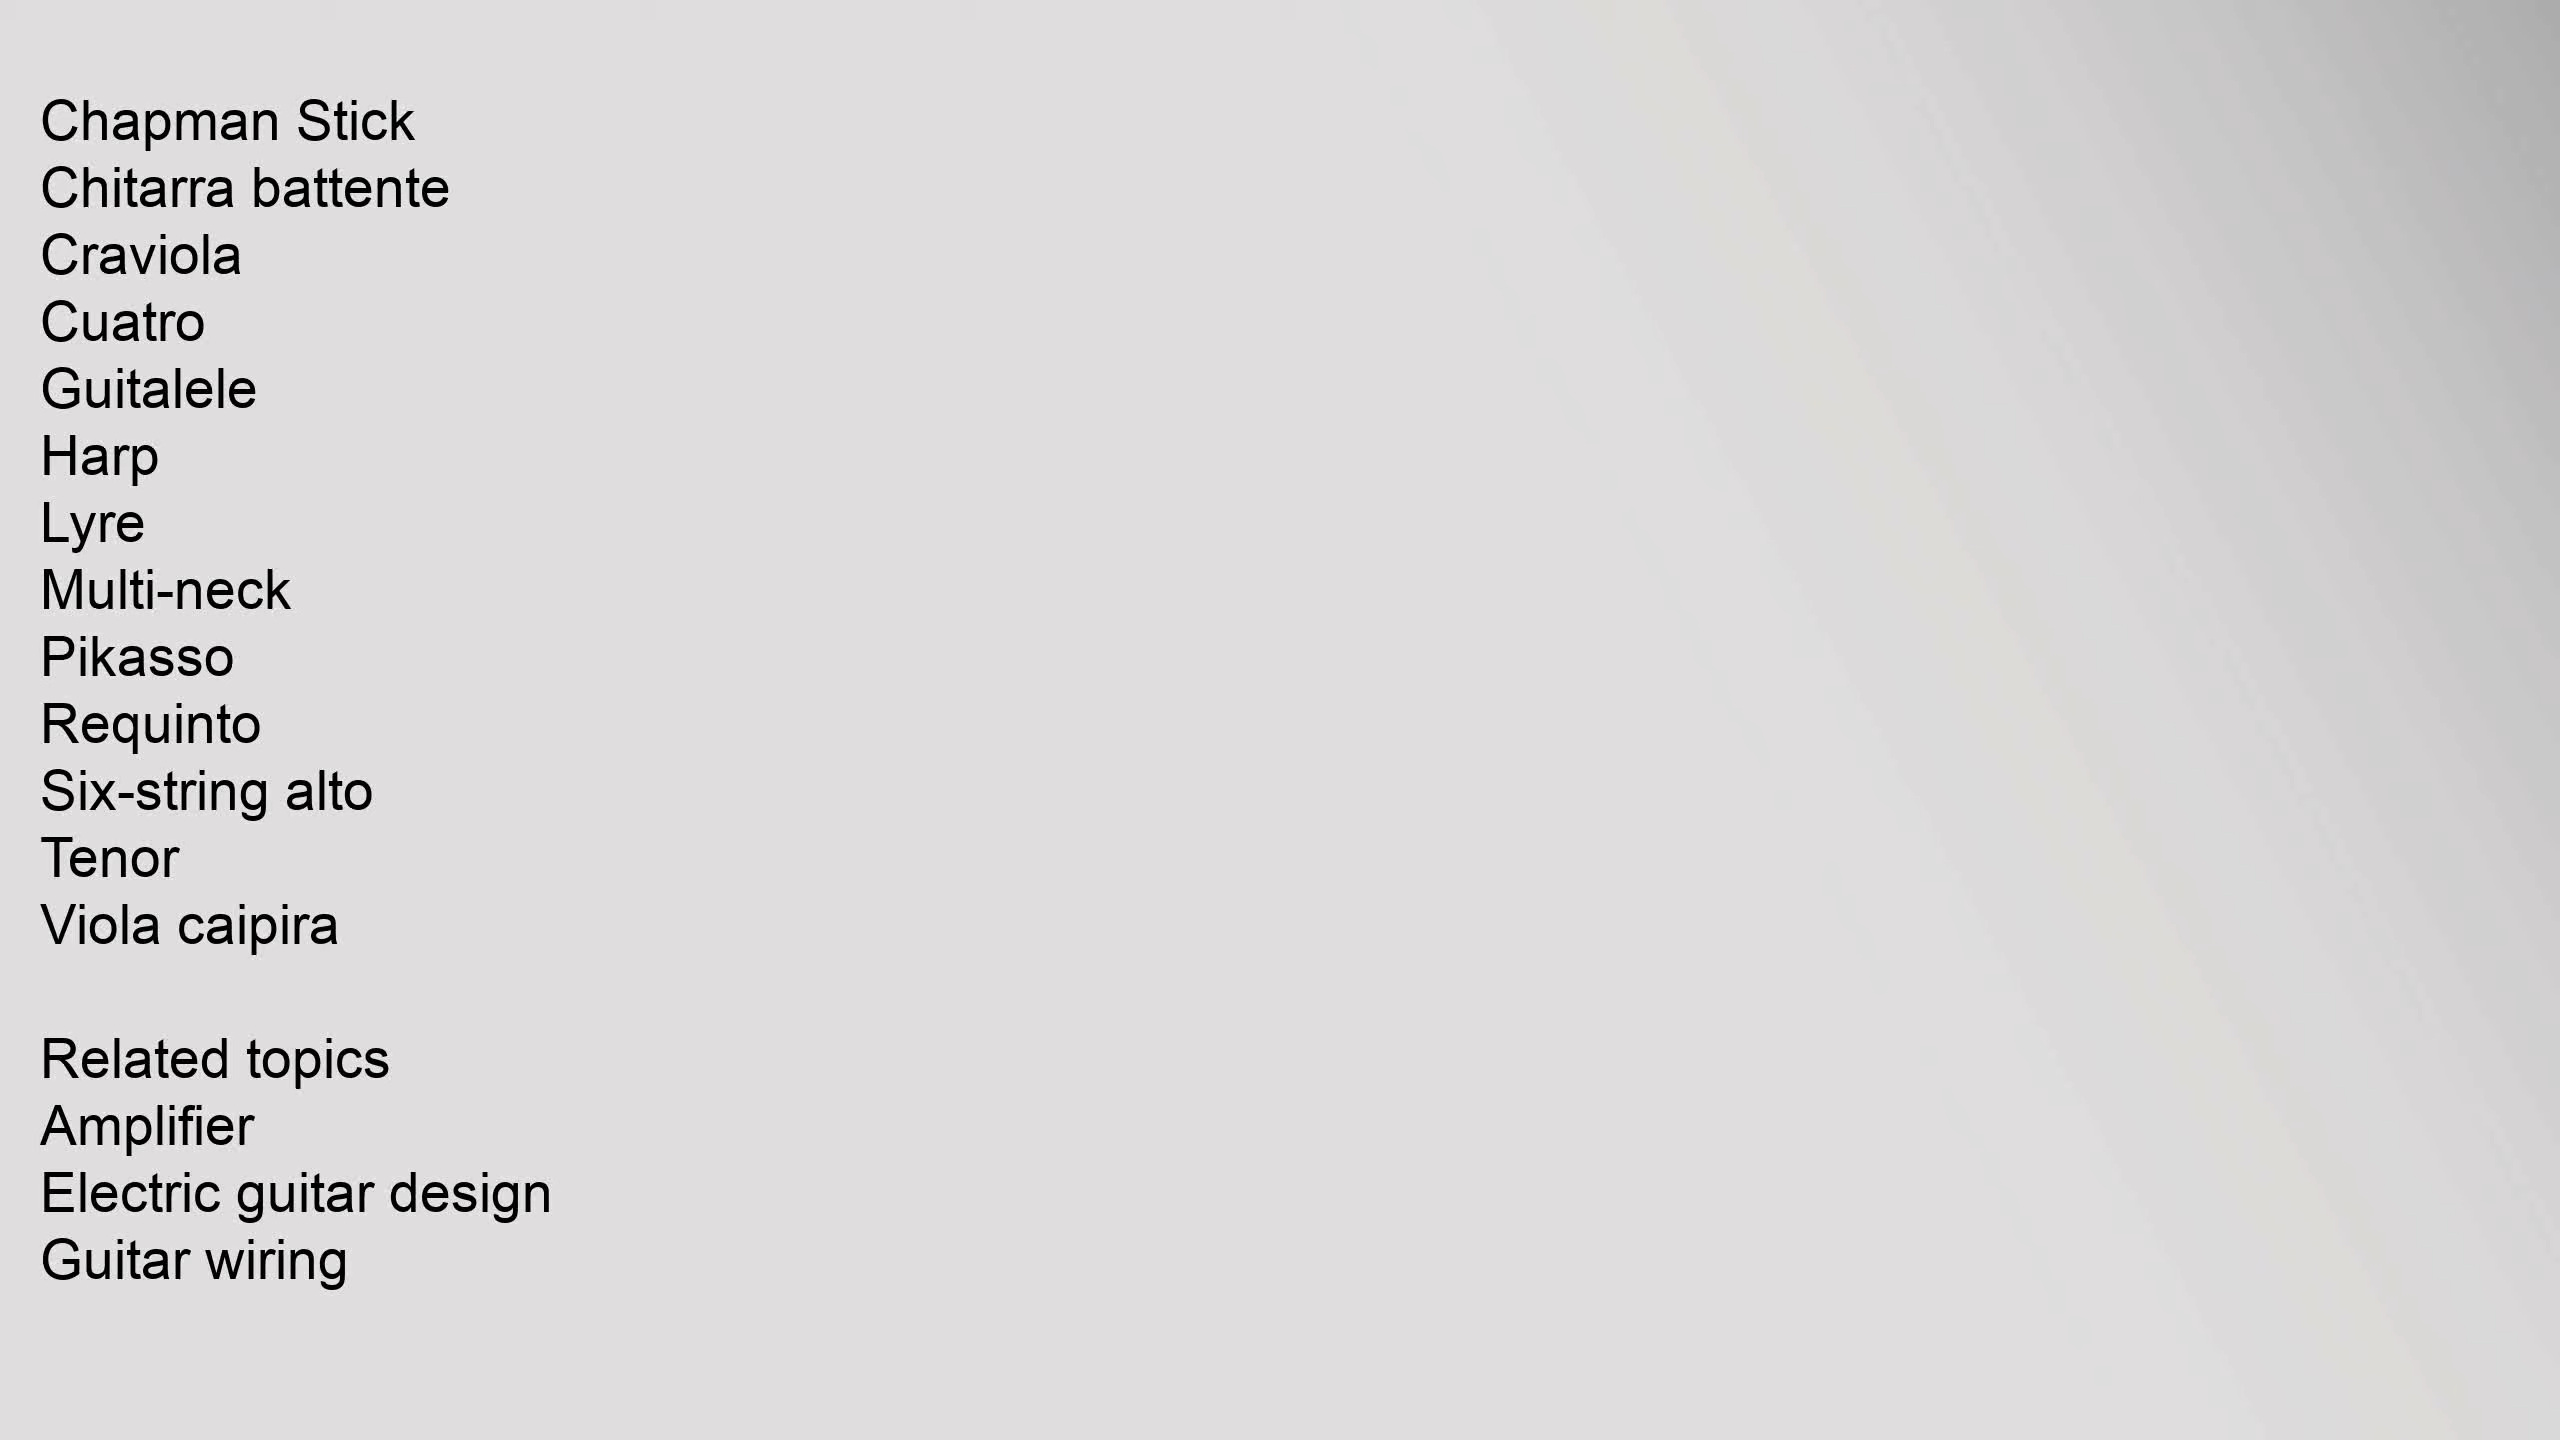 Chapman Stick
Chitarra battente
Craviola
Cuatro
Guitalele
Harp
Lyre
Multi-neck
Pikasso
Requinto
Six-string alto
Tenor
Viola caipira
Related topics
Amplifier
Electric guitar design
Guitar wiring